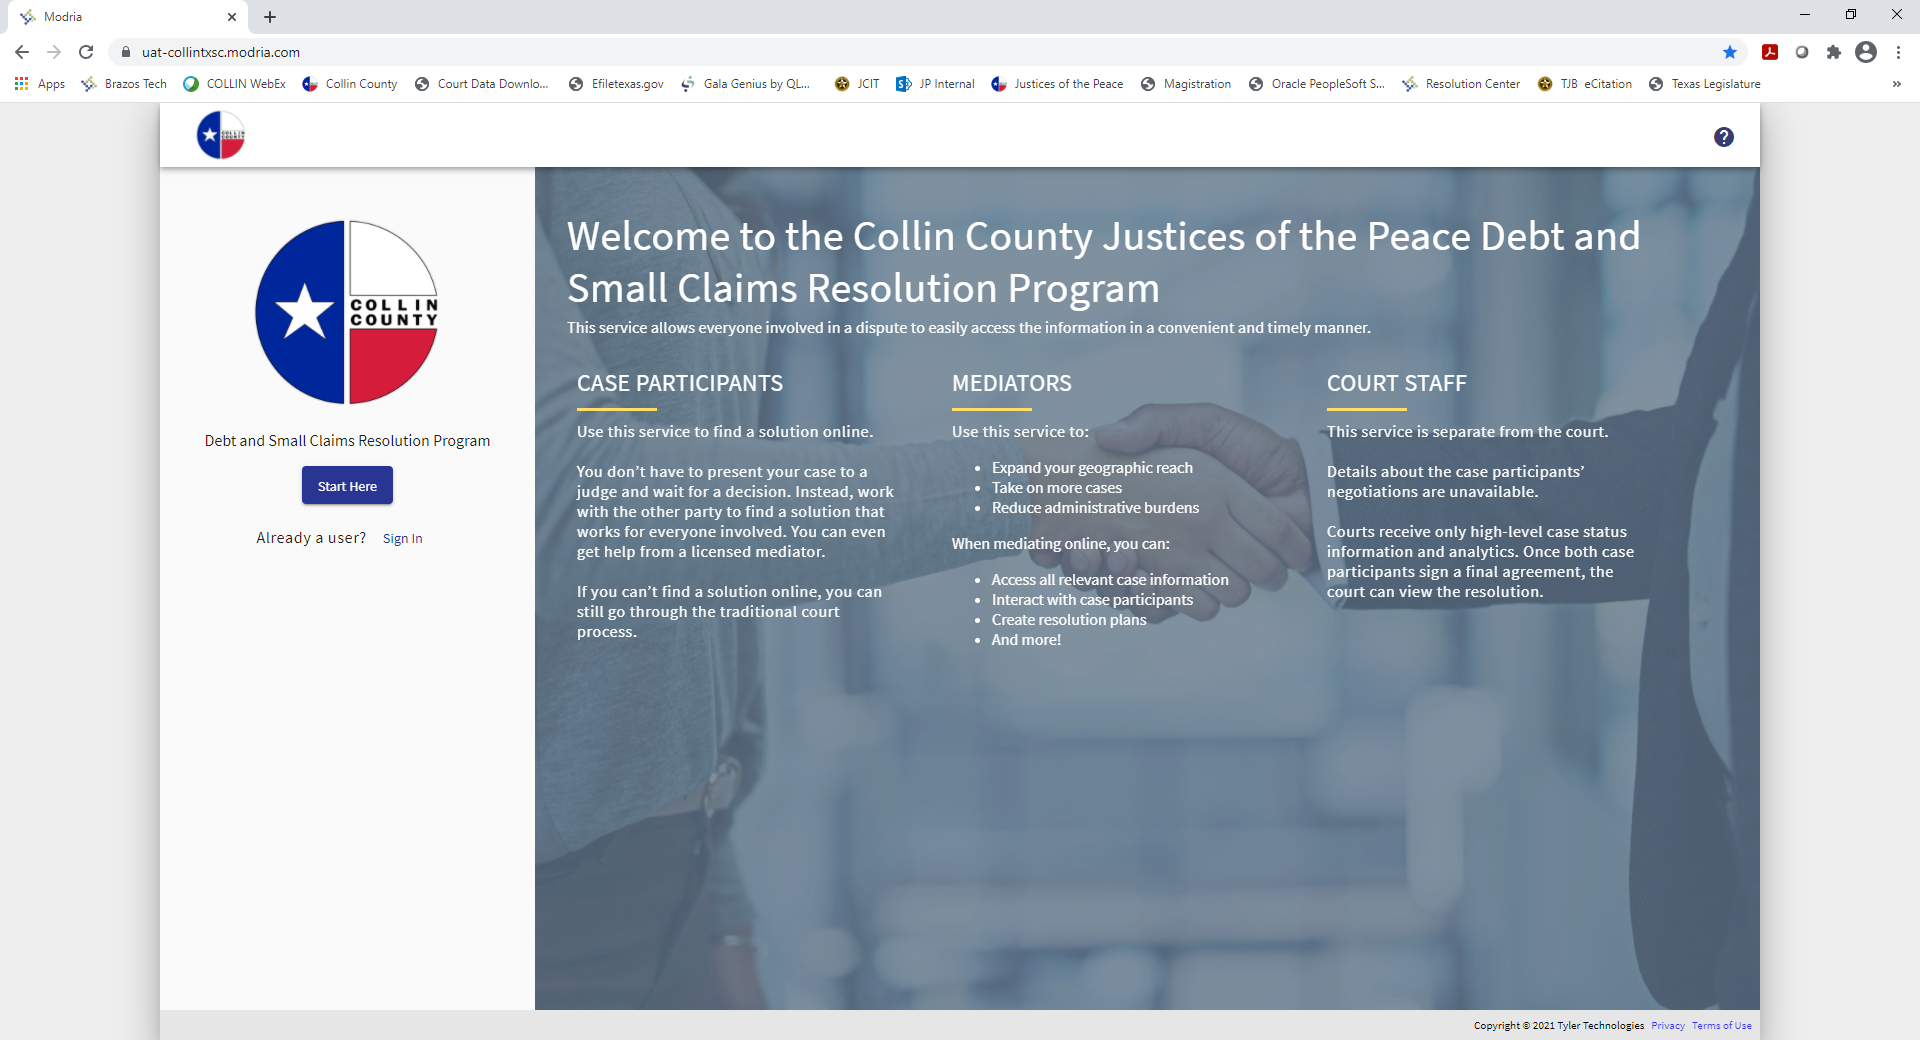 Modria
uat-collintxsc.modria.com
Apps Brazos Tech COLLIN WebEx Collin County Court Data Downlo... Efiletexas.gov Gala Genius by QL... JCIT JP Internal Justices of the Peace Magistration Oracle PeopleSoft S... Resolution Center TJB eCitation Texas Legislature
COLLIN
COUNTY
COLLIN
COUNTY
Debt and Small Claims Resolution Program
Start Here
Already a user? Sign In
Welcome to the Collin County Justices of the Peace Debt and
Small Claims Resolution Program
This service allows everyone involved in a dispute to easily access the information in a convenient and timely manner.
CASE PARTICIPANTS
Use this service to find a solution online.
You don’t have to present your case to a
judge and wait for a decision. Instead, work
with the other party to find a solution that
works for everyone involved. You can even
get help from a licensed mediator.
If you can’t find a solution online, you can
still go through the traditional court
process.
MEDIATORS
Use this service to:
• Expand your geographic reach
• Take on more cases
• Reduce administrative burdens
When mediating online, you can:
• Access all relevant case information
• Interact with case participants
• Create resolution plans
• And more!
COURT STAFF
This service is separate from the court.
Details about the case participants’
negotiations are unavailable.
Courts receive only high-level case status
information and analytics. Once both case
participants sign a final agreement, the
court can view the resolution.
Copyright © 2021 Tyler Technologies Privacy Terms of Use